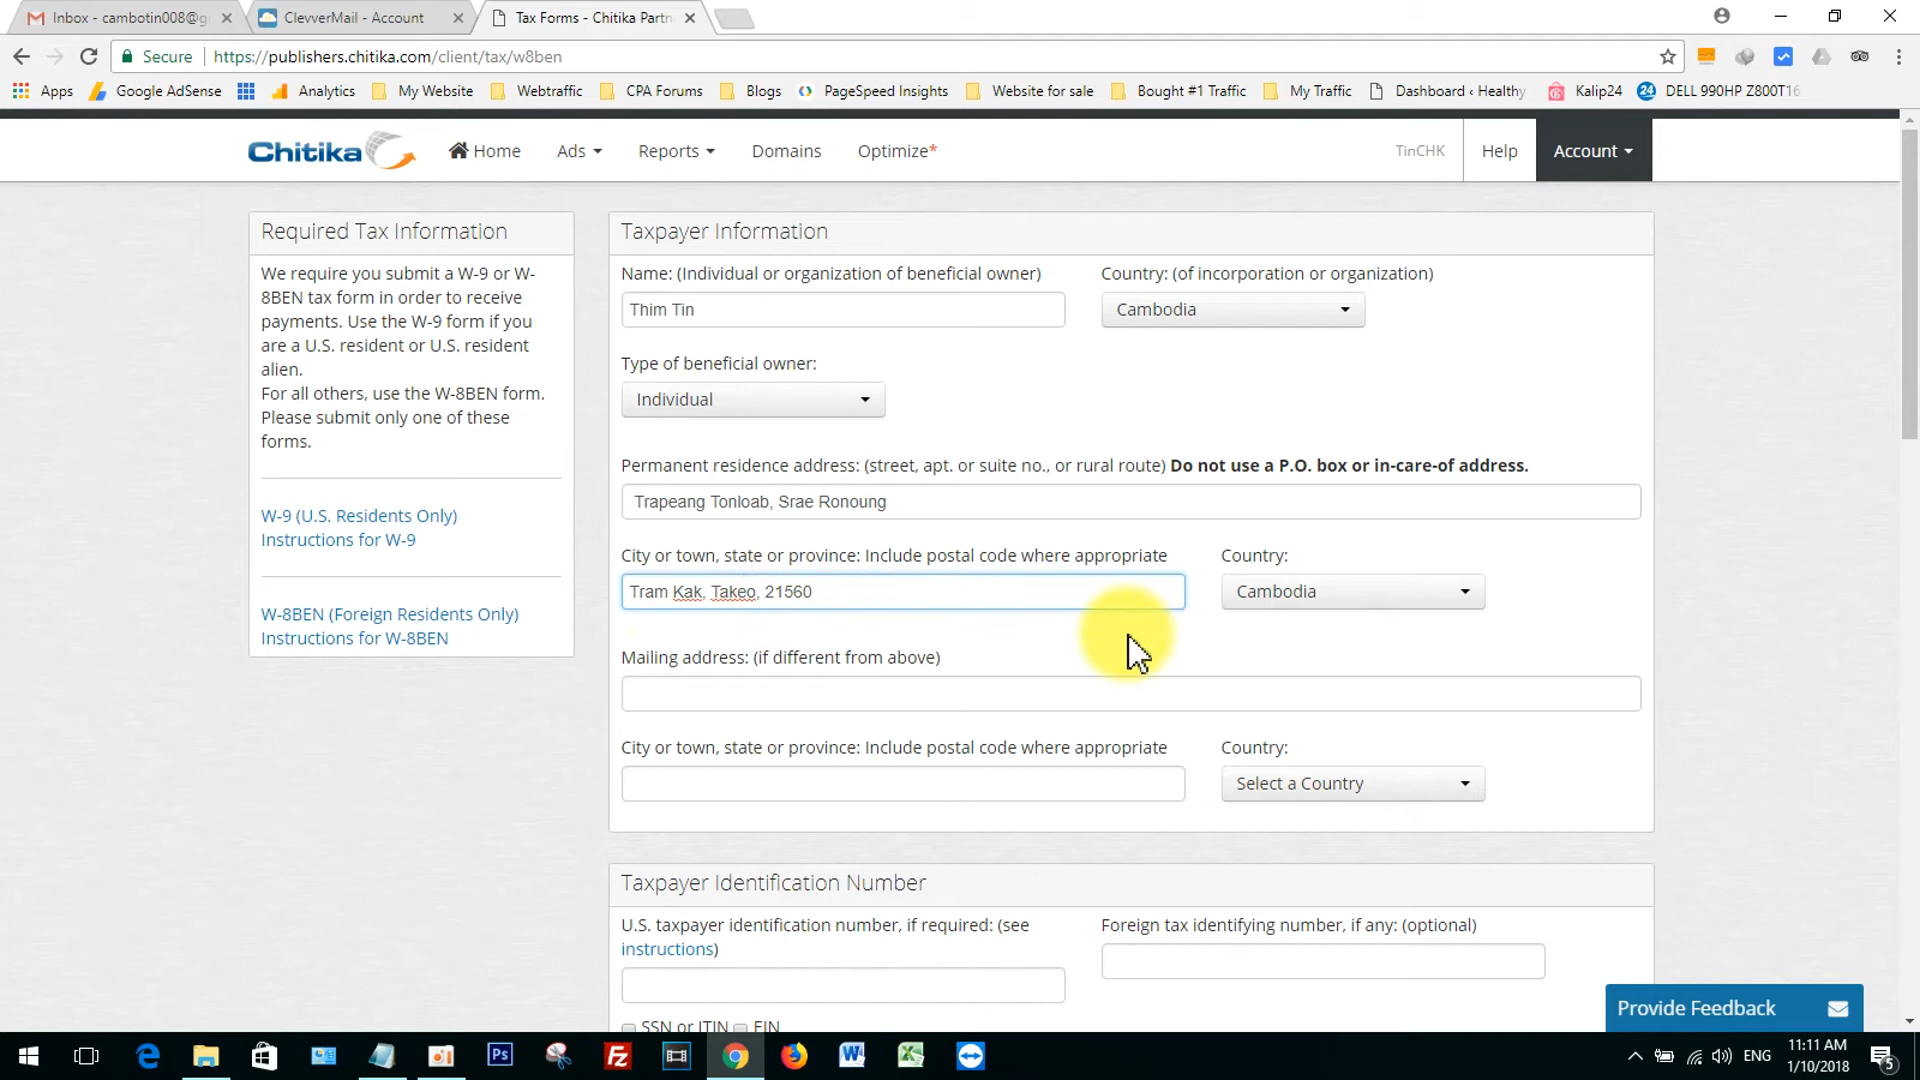 Inbox - cambotin008@g
ClevverMail - Account
Tax Forms - Chitika Partn
Secure
https://publishers.chitika.com/client/tax/w8ben
Apps
Google AdSense
Analytics
My Website
Webtraffic
CPA Forums
Blogs
PageSpeed Insights
Website for sale
Bought #1 Traffic
My Traffic
Dashboard ‹ Healthy
Kalip24
DELL 990HP Z800T16
Chitika
Home
Ads
Reports
Domains
Optimize*
TinCHK
Help
Account
Required Tax Information
We require you submit a W-9 or W-
8BEN tax form in order to receive
payments. Use the W-9 form if you
are a U.S. resident or U.S. resident
alien.
For all others, use the W-8BEN form.
Please submit only one of these
forms.
W-9 (U.S. Residents Only)
Instructions for W-9
W-8BEN (Foreign Residents Only)
Instructions for W-8BEN
Taxpayer Information
Name: (Individual or organization of beneficial owner)
Country: (of incorporation or organization)
Thim Tin
Cambodia
Type of beneficial owner:
Individual
Permanent residence address: (street, apt. or suite no., or rural route) Do not use a P.O. box or in-care-of address.
Trapeang Tonloab, Srae Ronoung
City or town, state or province: Include postal code where appropriate
Country:
Tram Kak, Takeo, 21560
Cambodia
Mailing address: (if different from above)
City or town, state or province: Include postal code where appropriate
Country:
Select a Country
Taxpayer Identification Number
U.S. taxpayer identification number, if required: (see
instructions)
Foreign tax identifying number, if any: (optional)
SSN or ITIN
EIN
Provide Feedback
Ps
Fz
ENG
11:11 AM
1/10/2018
5